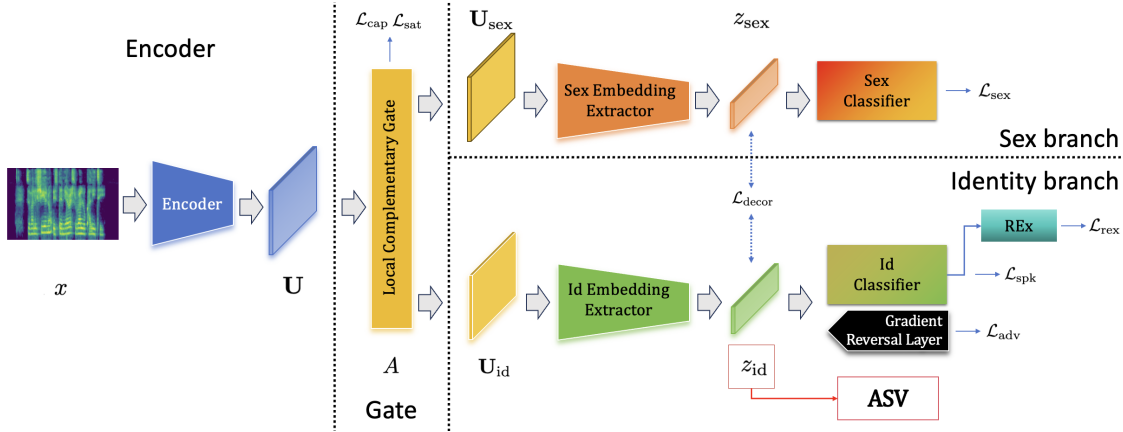 Encoder
x
Encoder
U
ℒcap ℒsat
Local Complementary Gate
A
Gate
Usex
Sex Embedding
Extractor
zsex
Sex
Classifier
ℒsex
Sex branch
Identity branch
ℒdecor
Uid
Id Embedding
Extractor
zid
Id
Classifier
REx
ℒrex
ℒspk
Gradient
Reversal Layer
ℒadv
ASV